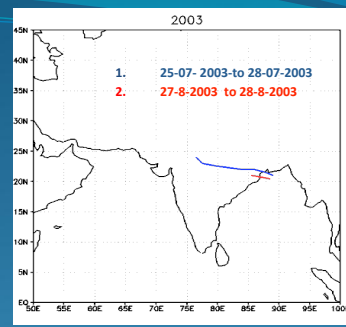 2003
45N
40N
1. 25-07- 2003-to 28-07-2003
35N
2. 27-8-2003 to 28-8-2003
30N
25N
20N
15N
10N
5N
EQ
50E 55E 60E 65E 70E 75E 80E 85E 90E 95E 100